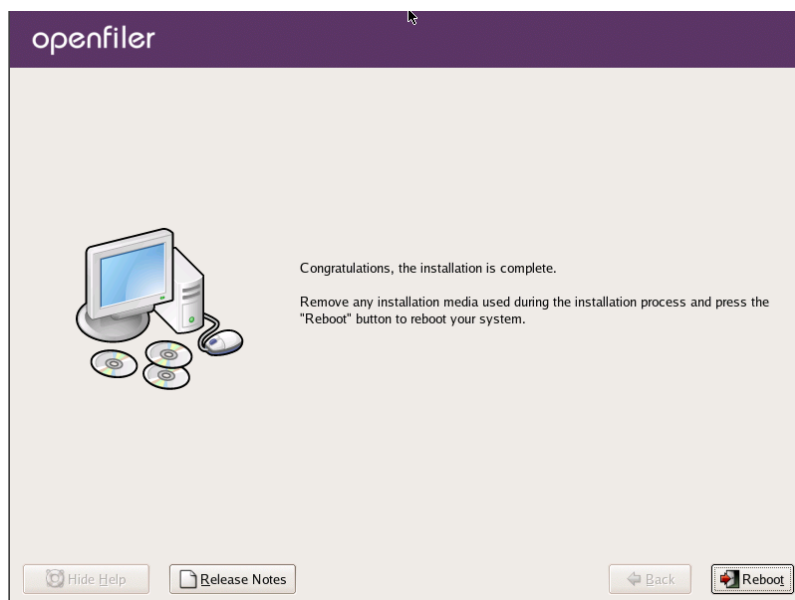 openfiler
Congratulations, the installation is complete.
Remove any installation media used during the installation process and press the
"Reboot" button to reboot your system.
Hide Help
Release Notes
Back
Reboot